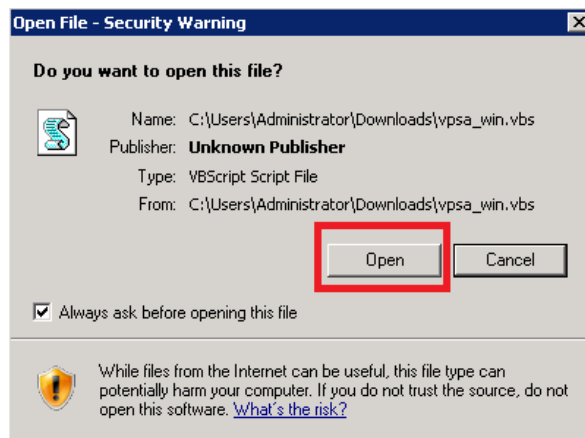 Open File - Security Warning
Do you want to open this file?
Name: C:\Users\Administrator\Downloads\vpsa_win.vbs
Publisher: Unknown Publisher
Type: VBScript Script File
From: C:\Users\Administrator\Downloads\vpsa_win.vbs
Open Cancel
Always ask before opening this file
While files from the Internet can be useful, this file type can
potentially harm your computer. If you do not trust the source, do not
open this software. What's the risk?